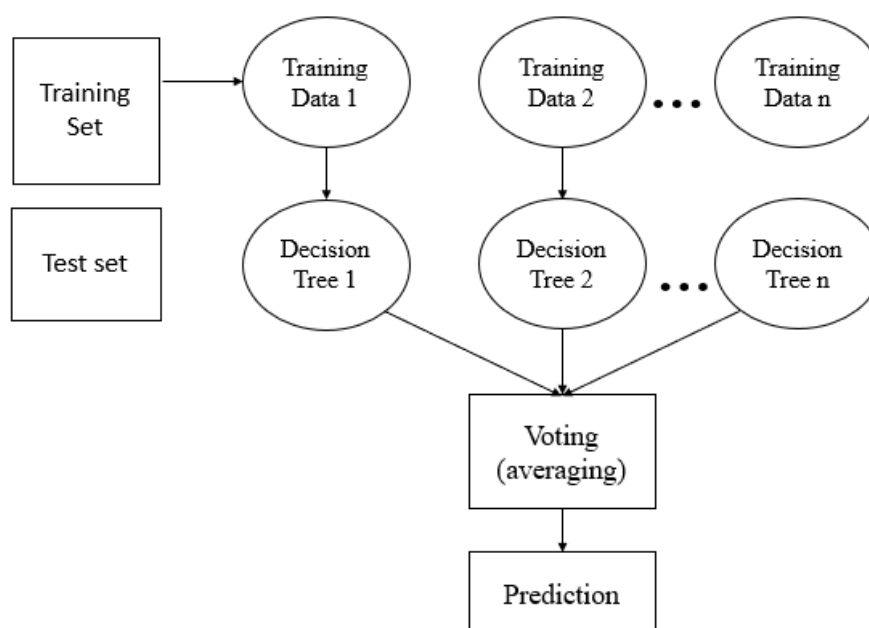 Training
Set
Training
Data 1
Training
Data 2
Training
Data n
Test set
Decision
Tree 1
Decision
Tree 2
Decision
Tree n
Voting
(averaging)
Prediction